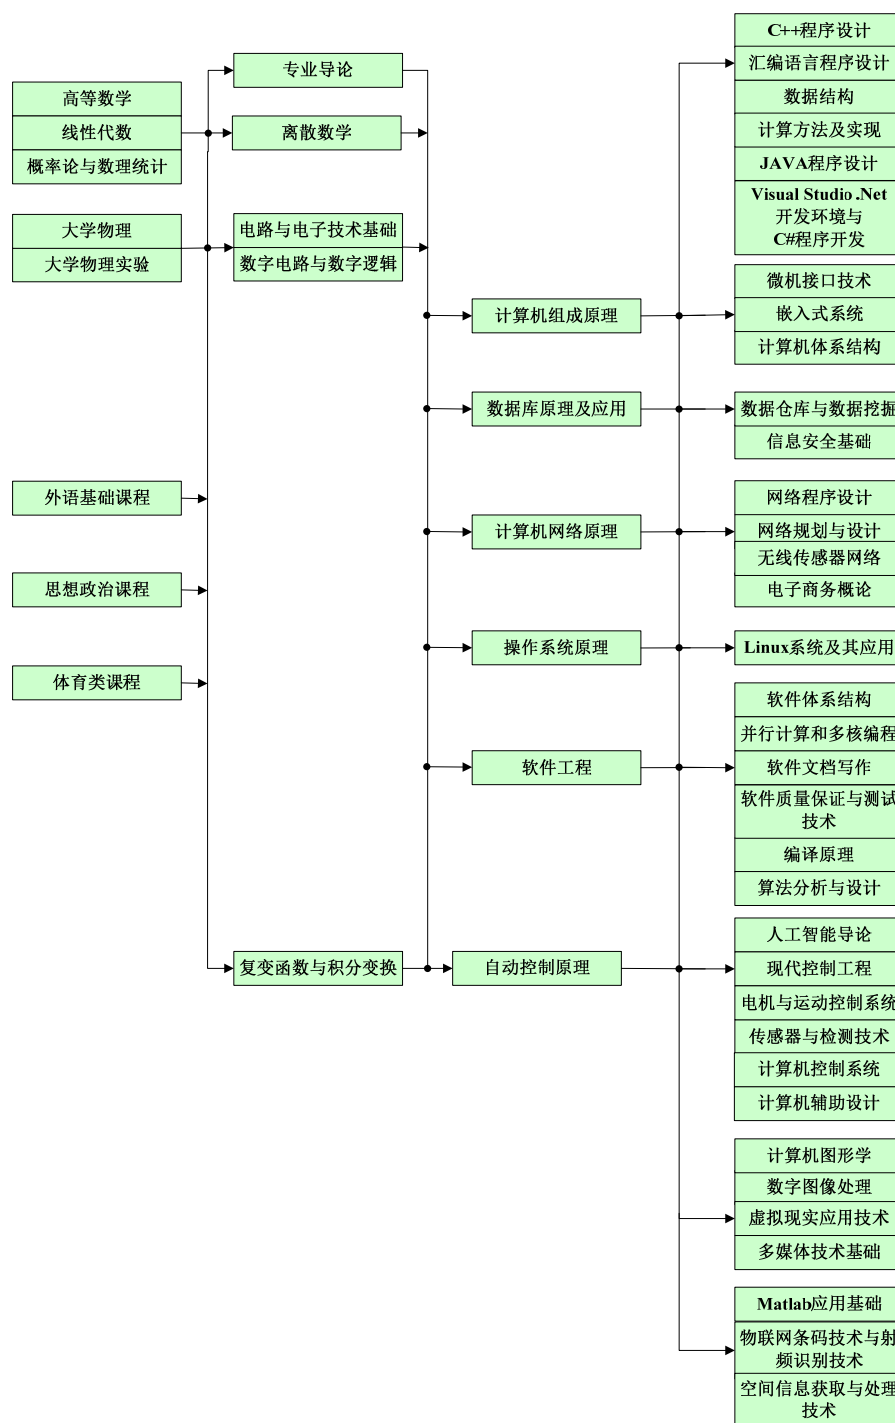 高等数学
线性代数
概率论与数理统计
大学物理
大学物理实验
外语基础课程
思想政治课程
体育类课程
专业导论
离散数学
电路与电子技术基础
数字电路与数字逻辑
复变函数与积分变换
计算机组成原理
数据库原理及应用
计算机网络原理
操作系统原理
软件工程
自动控制原理
C++程序设计
汇编语言程序设计
数据结构
计算方法及实现
JAVA程序设计
Visual Studio .Net
开发环境与
C#程序开发
微机接口技术
嵌入式系统
计算机体系结构
数据仓库与数据挖掘
信息安全基础
网络程序设计
网络规划与设计
无线传感器网络
电子商务概论
Linux系统及其应用
软件体系结构
并行计算和多核编程
软件文档写作
软件质量保证与测试
技术
编译原理
算法分析与设计
人工智能导论
现代控制工程
电机与运动控制系统
传感器与检测技术
计算机控制系统
计算机辅助设计
计算机图形学
数字图像处理
虚拟现实应用技术
多媒体技术基础
Matlab应用基础
物联网条码技术与射
频识别技术
空间信息获取与处理
技术